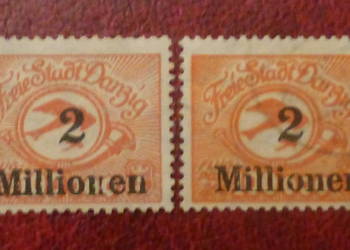 Freie Stadt Danzig
2
Millionen
Freie Stadt Danzig
2
Millionen